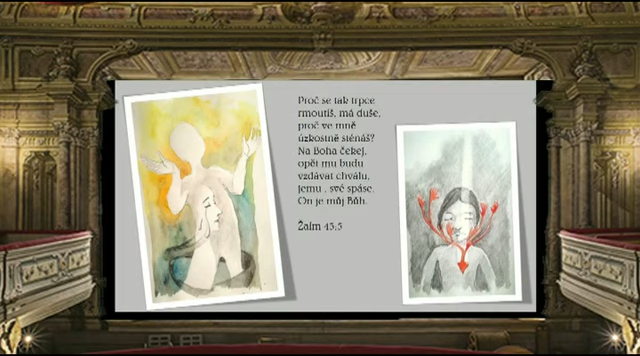 Proč se tak trpce
rmoutíš, má duše,
proč ve mně
úzkostně sténáš?
Na Boha čekej,
opět mu budu
vzdávat chválu,
jemu , své spáse.
On je můj Bůh.
Žalm 43:5